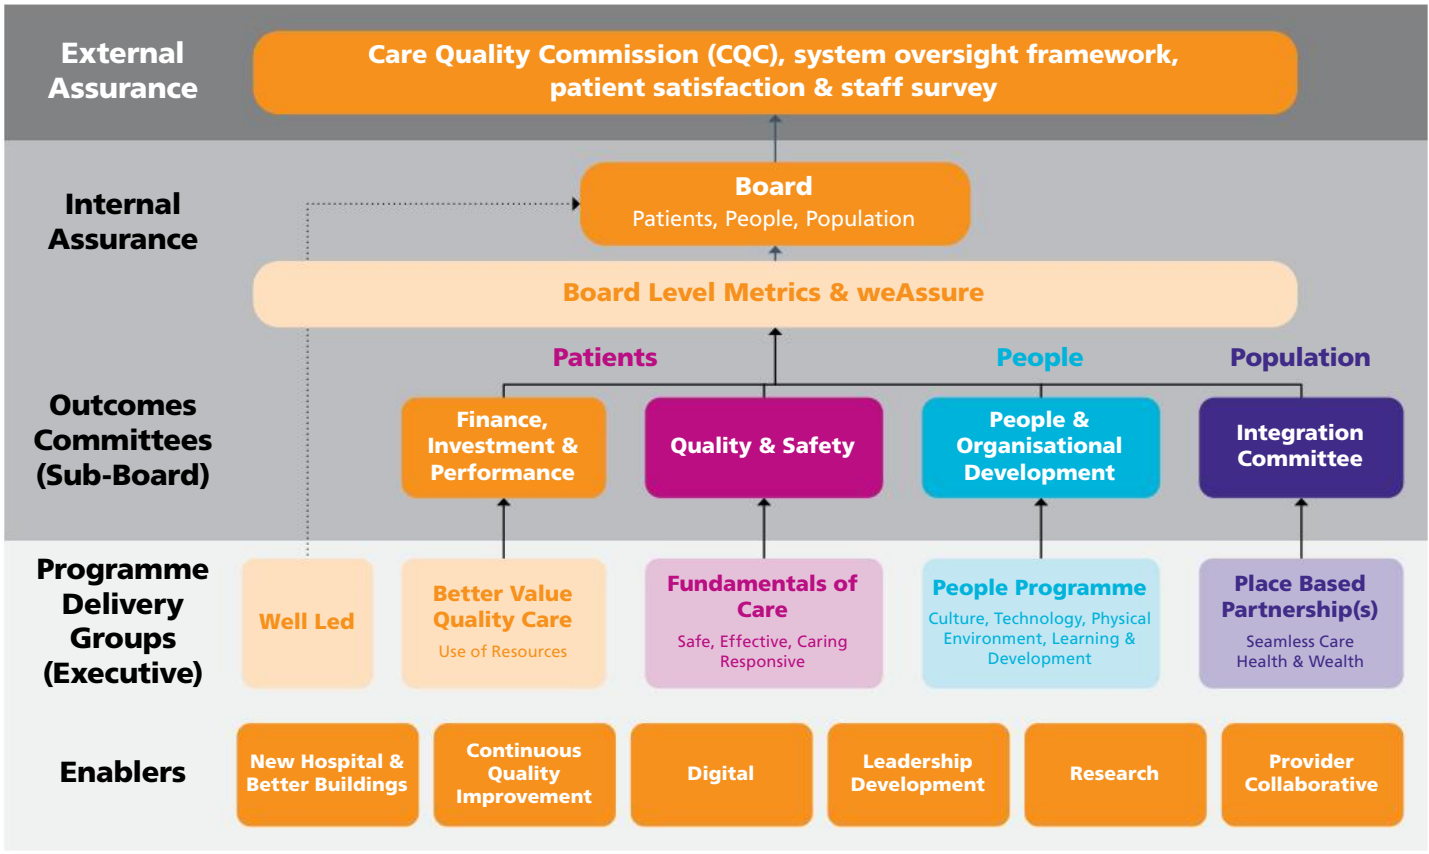 External
Assurance
Care Quality Commission (CQC), system oversight framework,
patient satisfaction & staff survey
Internal
Assurance
Board
Patients, People, Population
Board Level Metrics & weAssure
Patients
People
Population
Outcomes
Committees
(Sub-Board)
Finance,
Investment &
Performance
Quality & Safety
People &
Organisational
Development
Integration
Committee
Programme
Delivery
Groups
(Executive)
Well Led
Better Value
Quality Care
Use of Resources
Fundamentals of
Care
Safe, Effective, Caring
Responsive
People Programme
Culture, Technology, Physical
Environment, Learning &
Development
Place Based
Partnership(s)
Seamless Care
Health & Wealth
Enablers
New Hospital &
Better Buildings
Continuous
Quality
Improvement
Digital
Leadership
Development
Research
Provider
Collaborative